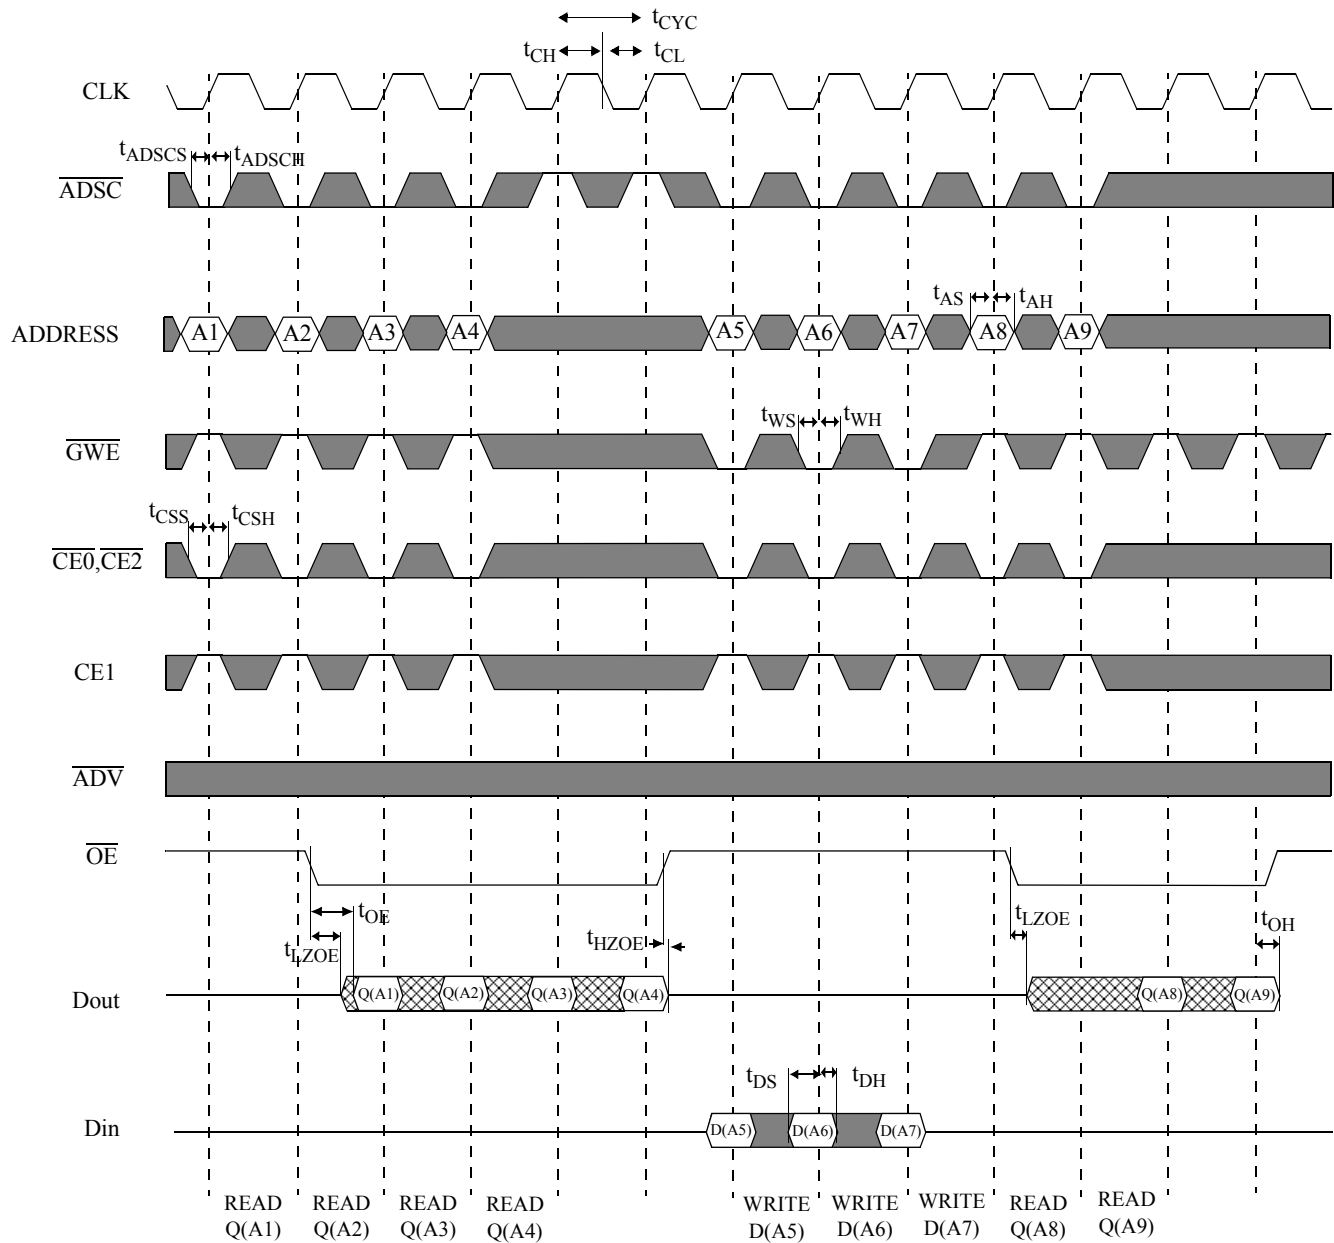 tCYC
tCH tCL
CLK
tADSCS tADSCH
ADSC
tAS tAH
ADDRESS A1 A2 A3 A4 A5 A6 A7 A8 A9
tWS tWH
GWE
tCSS tCSH
CE0,CE2
CE1
ADV
OE
tOE tLZOE tOH
tLZOE tHZOE
Dout Q(A1) Q(A2) Q(A3) Q(A4) Q(A8) Q(A9)
tDS tDH
Din D(A5) D(A6) D(A7)
READ READ READ READ WRITE WRITE WRITE READ READ
Q(A1) Q(A2) Q(A3) Q(A4) D(A5) D(A6) D(A7) Q(A8) Q(A9)